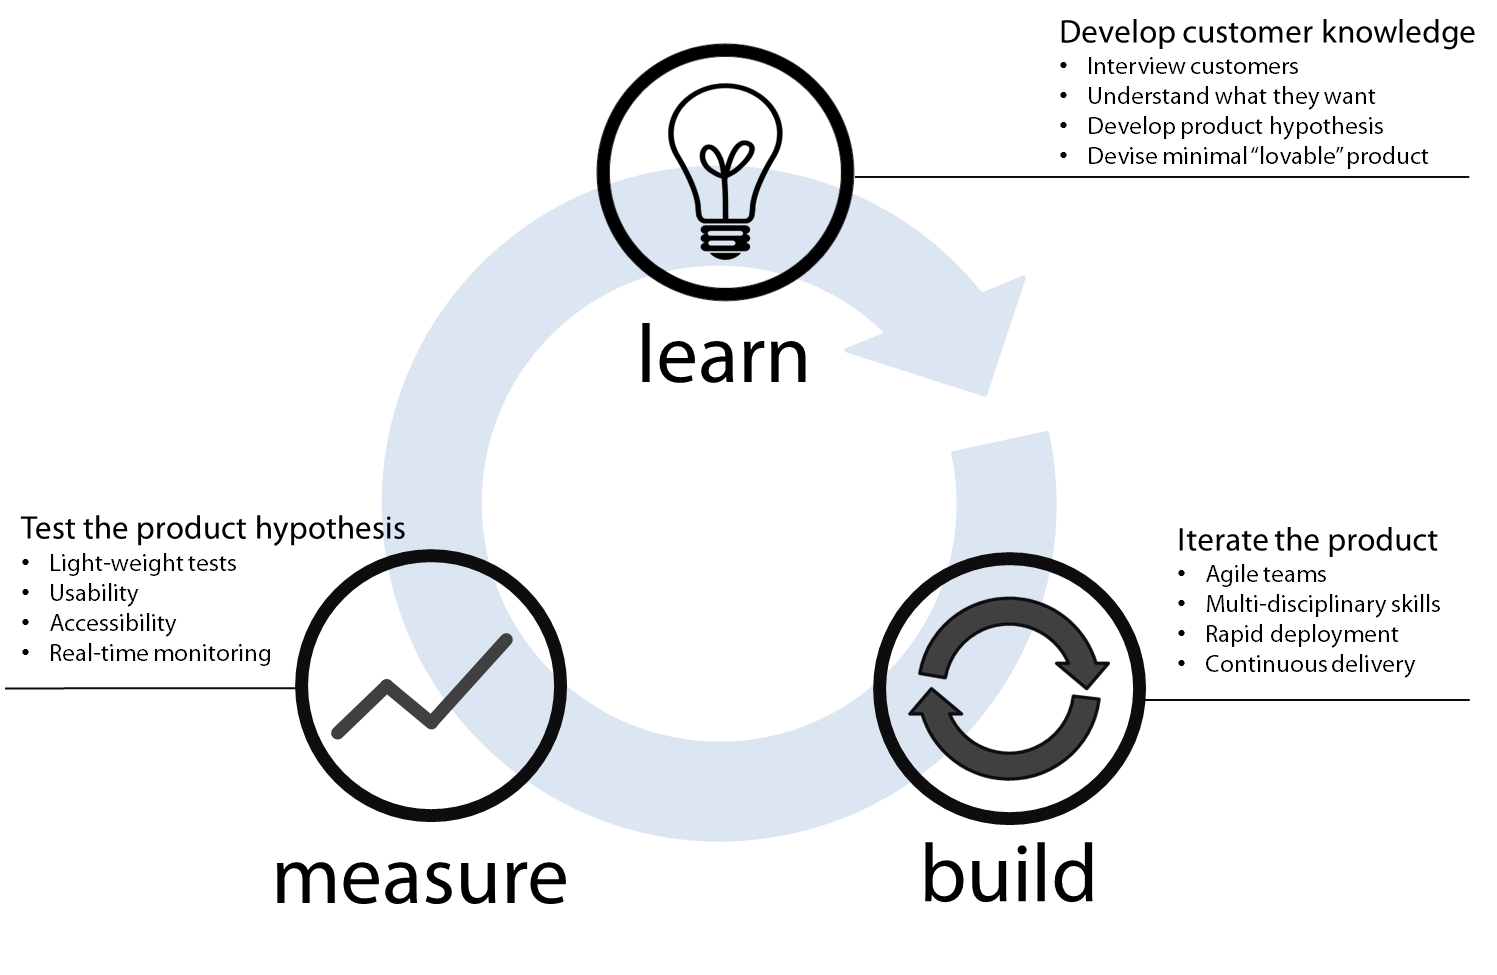 Develop customer knowledge
• Interview customers
• Understand what they want
• Develop product hypothesis
• Devise minimal “lovable” product
learn
Test the product hypothesis
• Light-weight tests
• Usability
• Accessibility
• Real-time monitoring
measure
Iterate the product
• Agile teams
• Multi-disciplinary skills
• Rapid deployment
• Continuous delivery
build